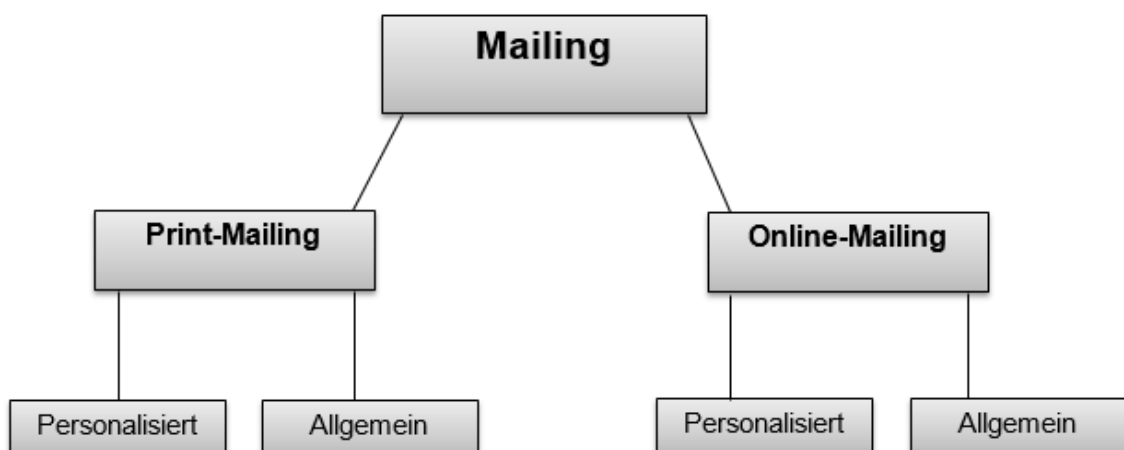 Mailing
Print-Mailing
Online-Mailing
Personalisiert
Allgemein
Personalisiert
Allgemein